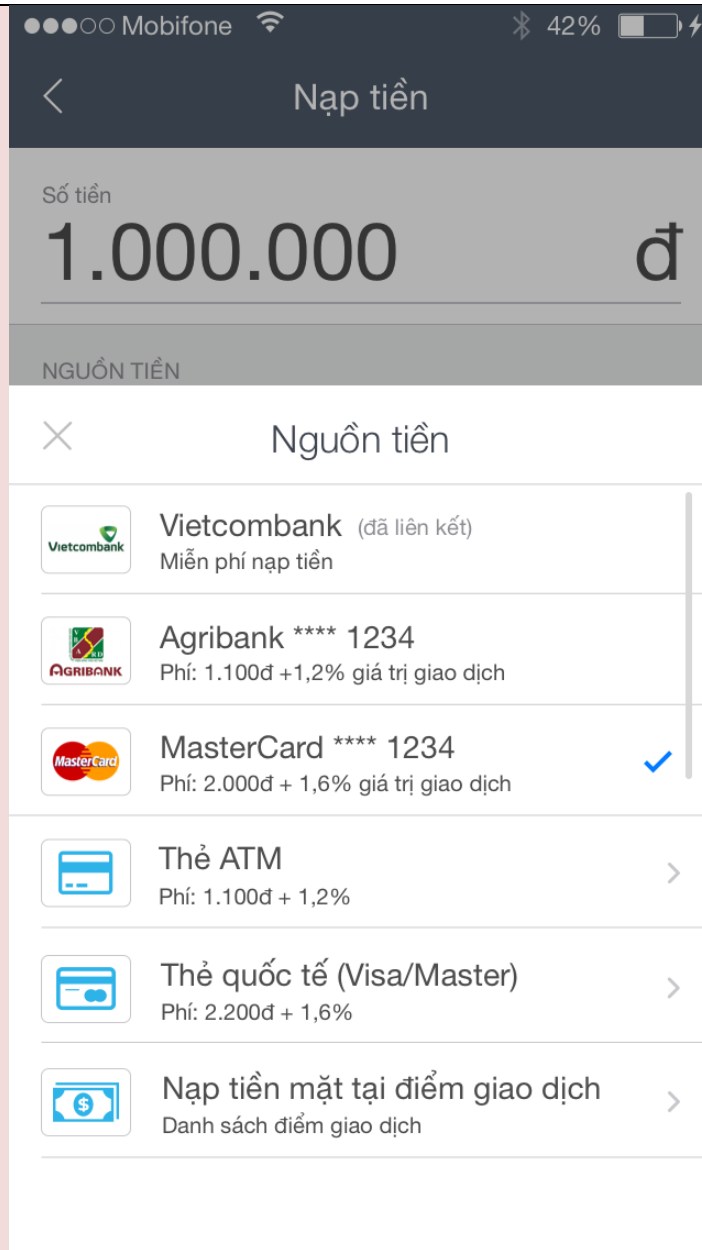 Mobifone 42%
Nạp tiền
Số tiền
1.000.000 đ
NGUỒN TIỀN
Nguồn tiền
Vietcombank
Vietcombank (đã liên kết)
Miễn phí nạp tiền
VBARD
AGRIBANK
Agribank **** 1234
Phí: 1.100đ +1,2% giá trị giao dịch
MasterCard
MasterCard **** 1234
Phí: 2.000đ + 1,6% giá trị giao dịch
Thẻ ATM
Phí: 1.100đ + 1,2%
Thẻ quốc tế (Visa/Master)
Phí: 2.200đ + 1,6%
$
Nạp tiền mặt tại điểm giao dịch
Danh sách điểm giao dịch